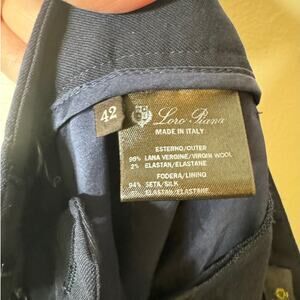 42
Loro Piana
MADE IN ITALY
ESTERNO/OUTER
98% LANA VERGINE/VIRGIN WOOL
2% ELASTAN/ELASTANE
FODERA/LINING
94% SETA/SILK
ELASTAN/ELASTANE